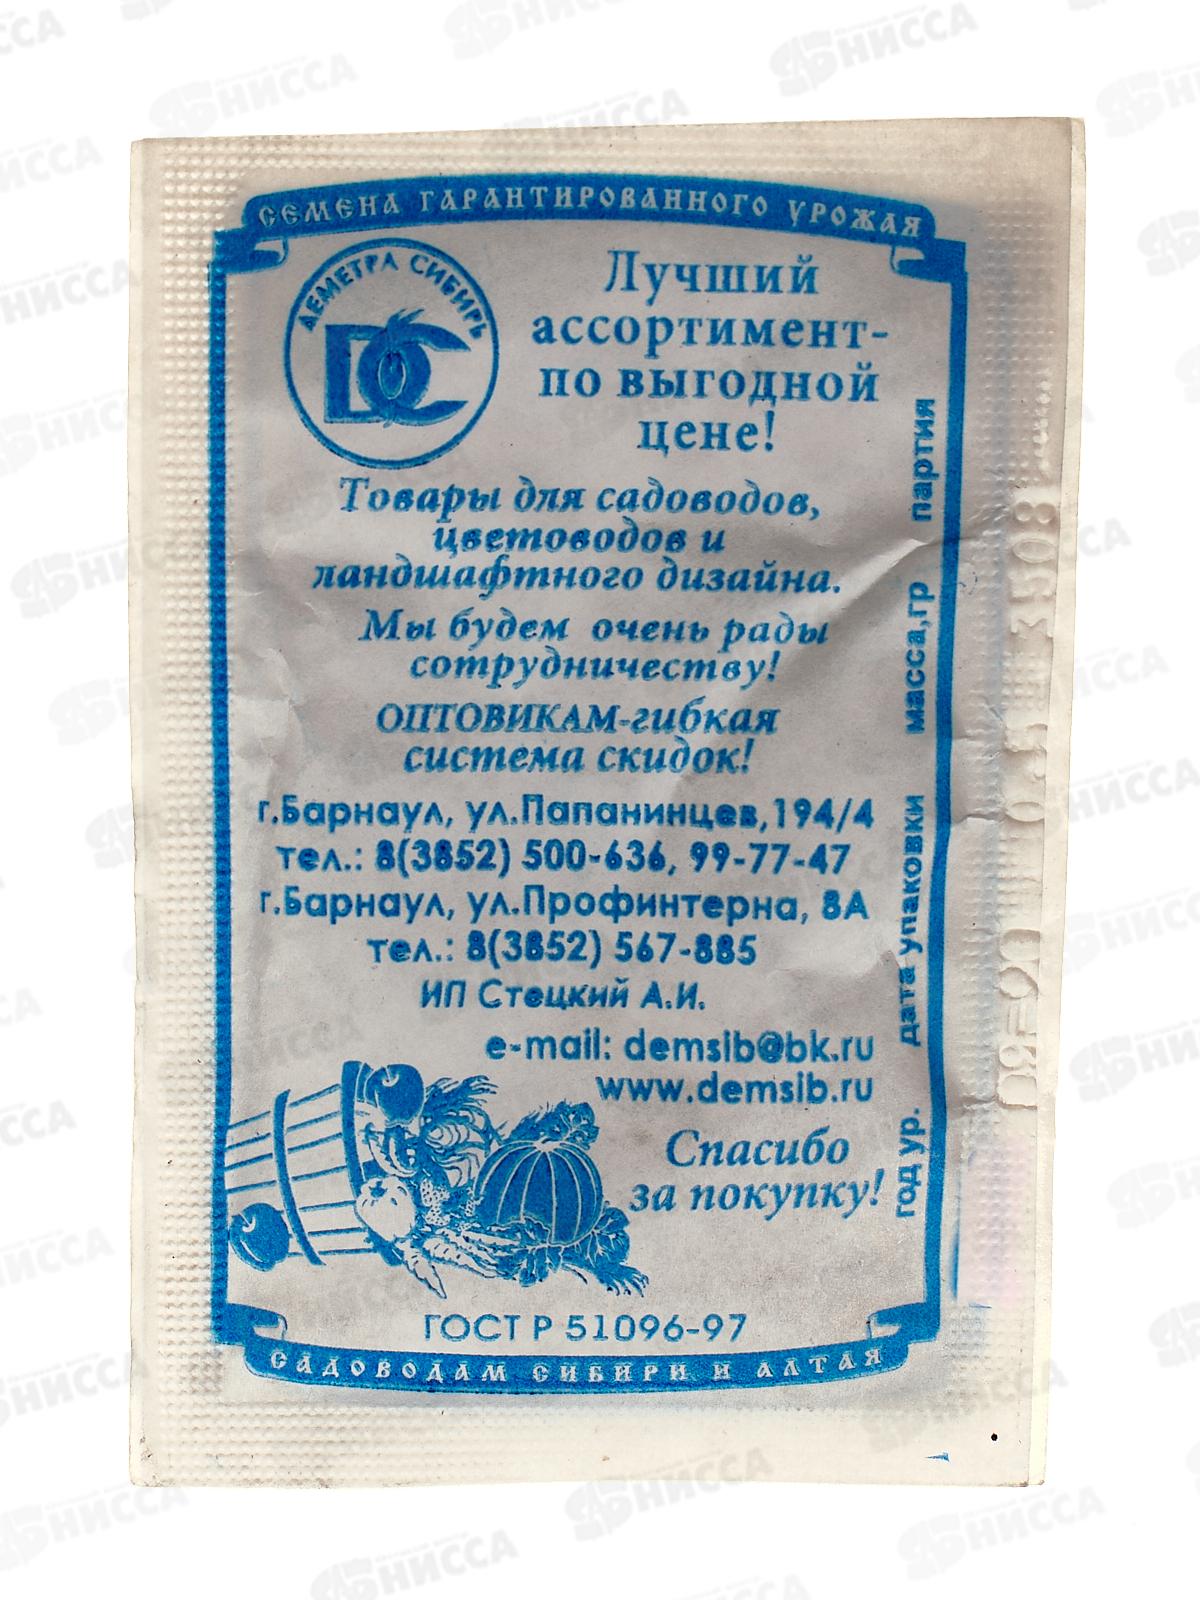 СЕМЕНА ГАРАНТИРОВАННОГО УРОЖАЯ
ДЕМЕТРА СИБИРЬ
ДС
Лучший
ассортимент-
по выгодной
цене!
Товары для садоводов,
цветоводов и
ландшафтного дизайна.
Мы будем очень рады
сотрудничеству!
ОПТОВИКАМ-гибкая
система скидок!
г.Барнаул, ул.Папанинцев,194/4
тел.: 8(3852) 500-636, 99-77-47
г.Барнаул, ул.Профинтерна, 8А
тел.: 8(3852) 567-885
ИП Стецкий А.И.
e-mail: demsib@bk.ru
www.demsib.ru
Спасибо
за покупку!
ГОСТ Р 51096-97
САДОВОДАМ СИБИРИ И АЛТАЯ
год ур. дата упаковки масса,гр партия